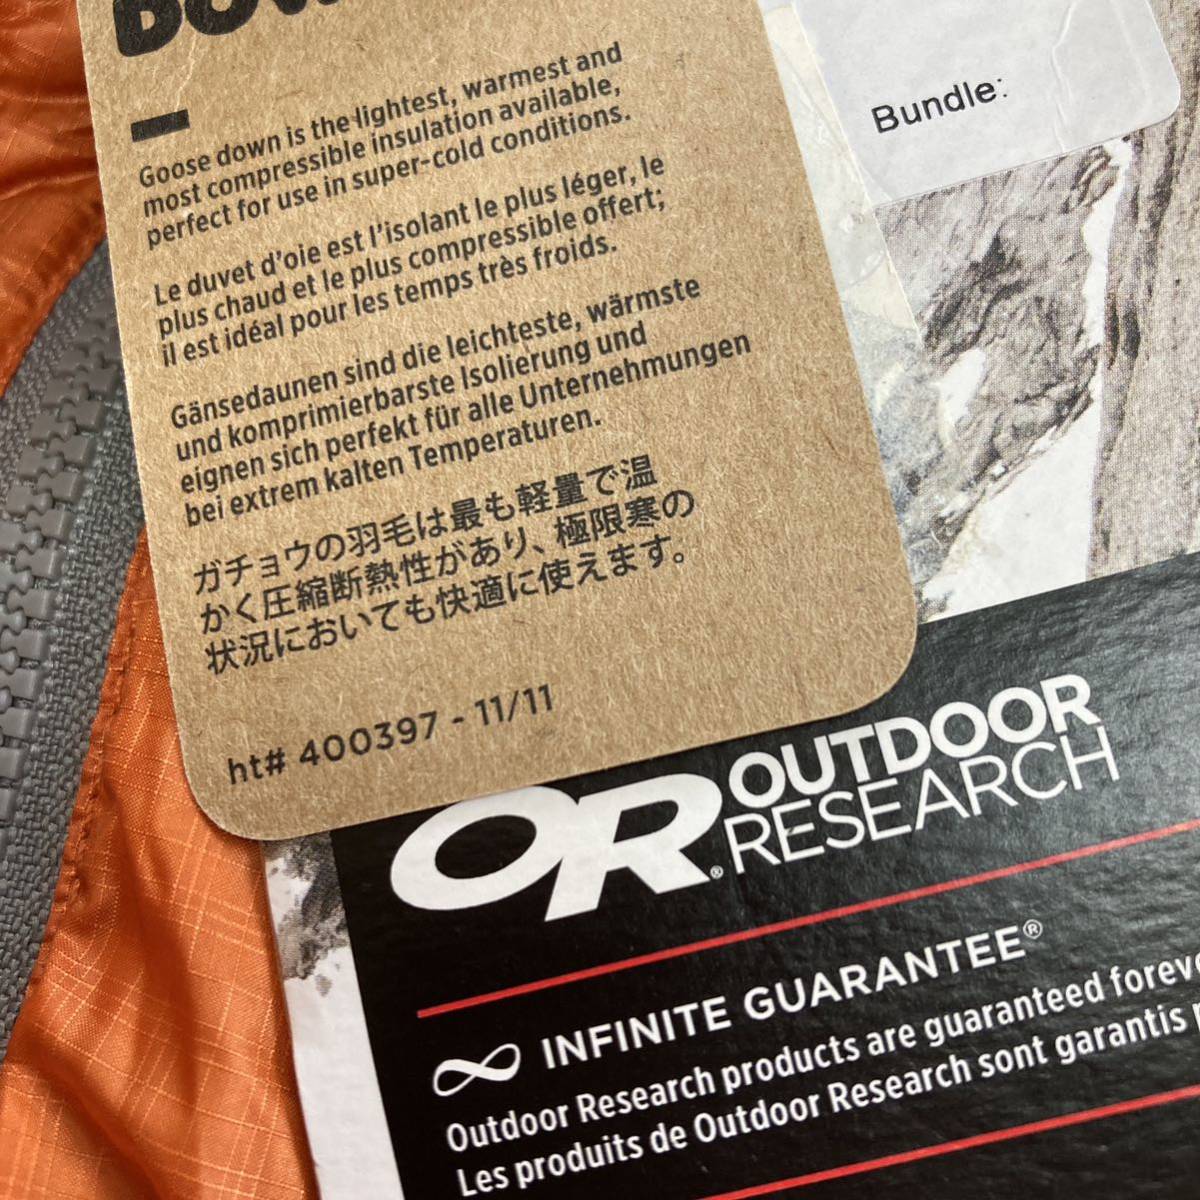 DOWN
Goose down is the lightest, warmest and
most compressible insulation available,
perfect for use in super-cold conditions.
Le duvet d'oie est l'isolant le plus léger, le
plus chaud et le plus compressible offert;
il est idéal pour les temps très froids.
Gänsedaunen sind die leichteste, wärmste
und komprimierbarste Isolierung und
eignen sich perfekt für alle Unternehmungen
bei extrem kalten Temperaturen.
ガチョウの羽毛は最も軽量で温
かく圧縮断熱性があり、極限寒の
状況においても快適に使えます。
ht# 400397 - 11/11
Bundle:
OR® OUTDOOR
RESEARCH
INFINITE GUARANTEE®
Outdoor Research products are guaranteed
Les produits de Outdoor Research sont garantis